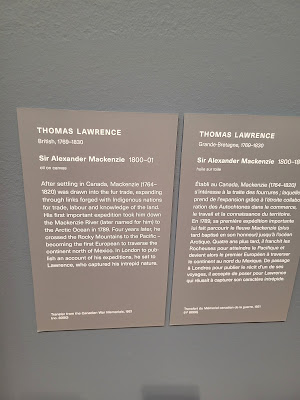 THOMAS LAWRENCE
British, 1769–1830
Sir Alexander Mackenzie 1800–01
oil on canvas
After settling in Canada, Mackenzie (1764–
1820) was drawn into the fur trade, expanding
through links forged with Indigenous nations
for trade, labour and knowledge of the land.
His first important expedition took him down
the Mackenzie River (later named for him) to
the Arctic Ocean in 1789. Four years later, he
crossed the Rocky Mountains to the Pacific –
becoming the first European to traverse the
continent north of Mexico. In London to pub-
lish an account of his expeditions, he sat to
Lawrence, who captured his intrepid nature.
Transfer from the Canadian War Memorials, 1921
THOMAS LAWRENCE
Grande-Bretagne, 1769–1830
Sir Alexander Mackenzie 1800-18
huile sur toile
Établi au Canada, Mackenzie (1764-1820)
s'intéresse à la traite des fourrures; laquelle
prend de l'expansion grâce à l'étroite collabo-
ration des Autochtones dans le commerce,
le travail et la connaissance du territoire.
En 1789, sa première expédition importante
lui fait parcourir le fleuve Mackenzie (plus
tard baptisé en son honneur) jusqu'à l'océan
Arctique. Quatre ans plus tard, il franchit les
Rocheuses pour atteindre le Pacifique et
devient alors le premier Européen à traverser
le continent au nord du Mexique. De passage
à Londres pour publier le récit d'un de ses
voyages, il accepte de poser pour Lawrence
qui réussit à capturer son caractère intrépide.
Transfert du Mémorial canadien de la guerre, 1921